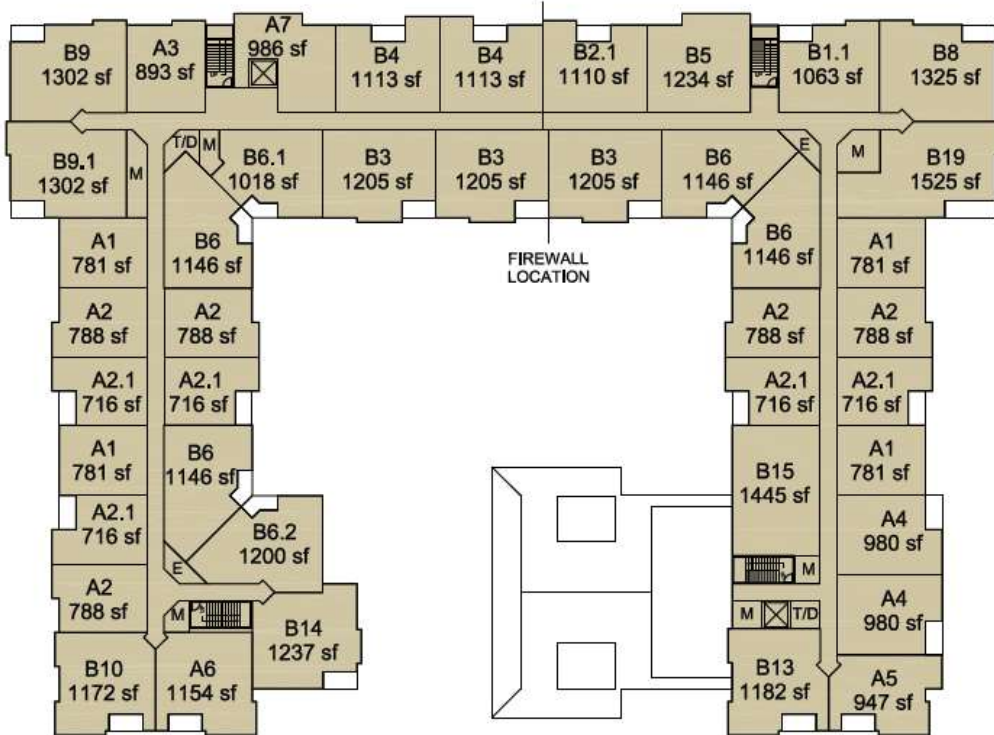 B9
1302 sf
A3
893 sf
A7
986 sf
B4
1113 sf
B4
1113 sf
B2.1
1110 sf
B5
1234 sf
B1.1
1063 sf
B8
1325 sf
B9.1
1302 sf
M
T/D
M
B6.1
1018 sf
B3
1205 sf
B3
1205 sf
B3
1205 sf
B6
1146 sf
E
M
B19
1525 sf
A1
781 sf
B6
1146 sf
FIREWALL
LOCATION
B6
1146 sf
A1
781 sf
A2
788 sf
A2
788 sf
A2
788 sf
A2
788 sf
A2.1
716 sf
A2.1
716 sf
A2.1
716 sf
A2.1
716 sf
A1
781 sf
B6
1146 sf
B15
1445 sf
A1
781 sf
A2.1
716 sf
B6.2
1200 sf
A4
980 sf
E
M
A2
788 sf
M
M
T/D
A4
980 sf
B14
1237 sf
B10
1172 sf
A6
1154 sf
B13
1182 sf
A5
947 sf